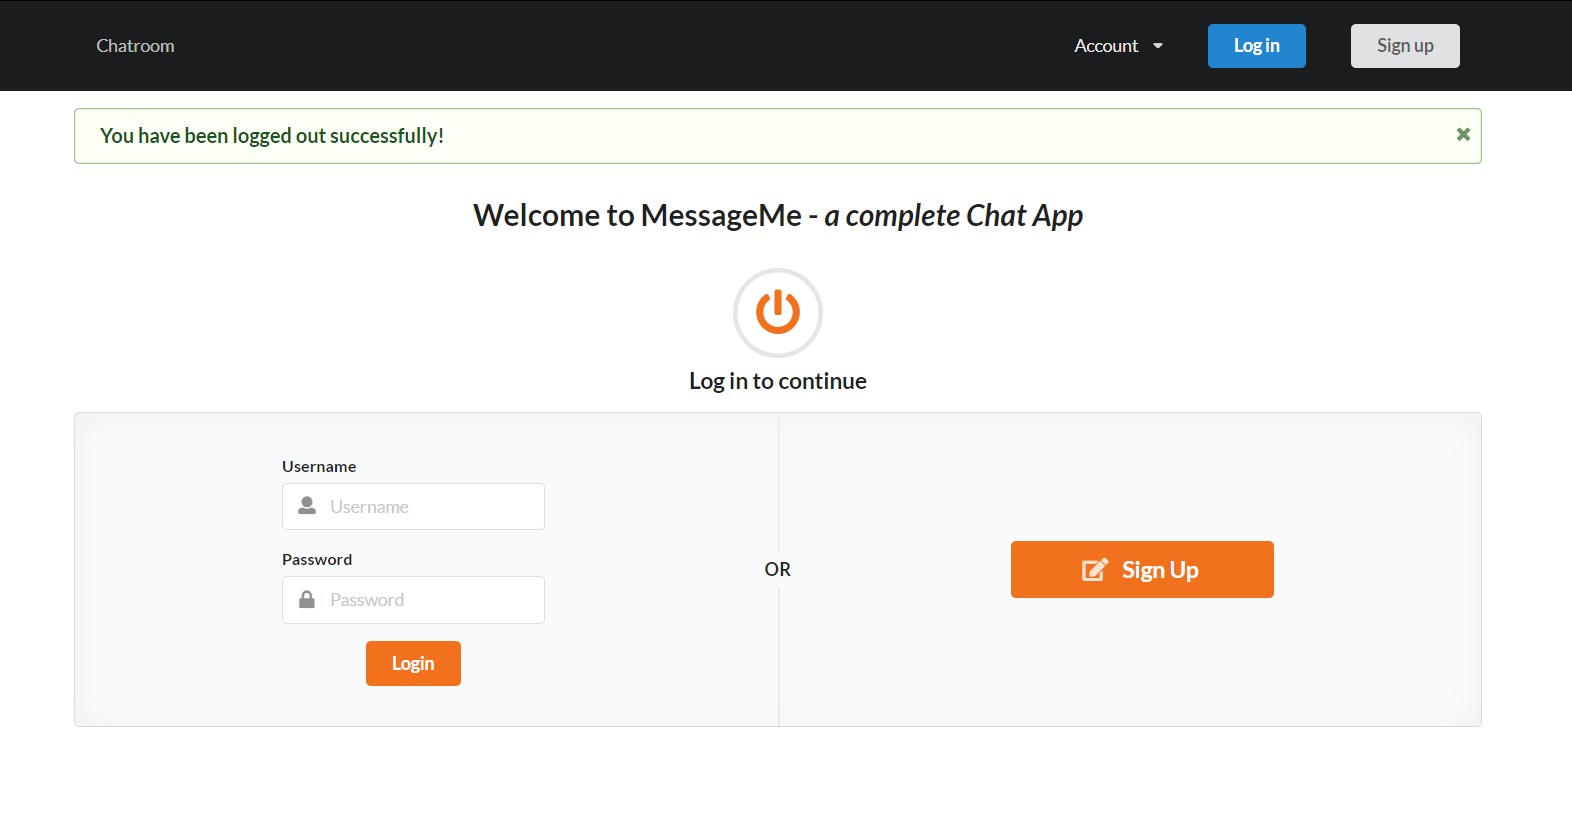 Chatroom
Account
Log in
Sign up
You have been logged out successfully!
Welcome to MessageMe - a complete Chat App
Log in to continue
Username
Username
Password
Password
Login
OR
Sign Up